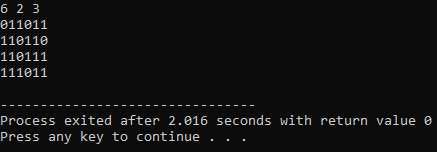 6 2 3
011011
110110
110111
111011
--------------------------------
Process exited after 2.016 seconds with return value 0
Press any key to continue . . .